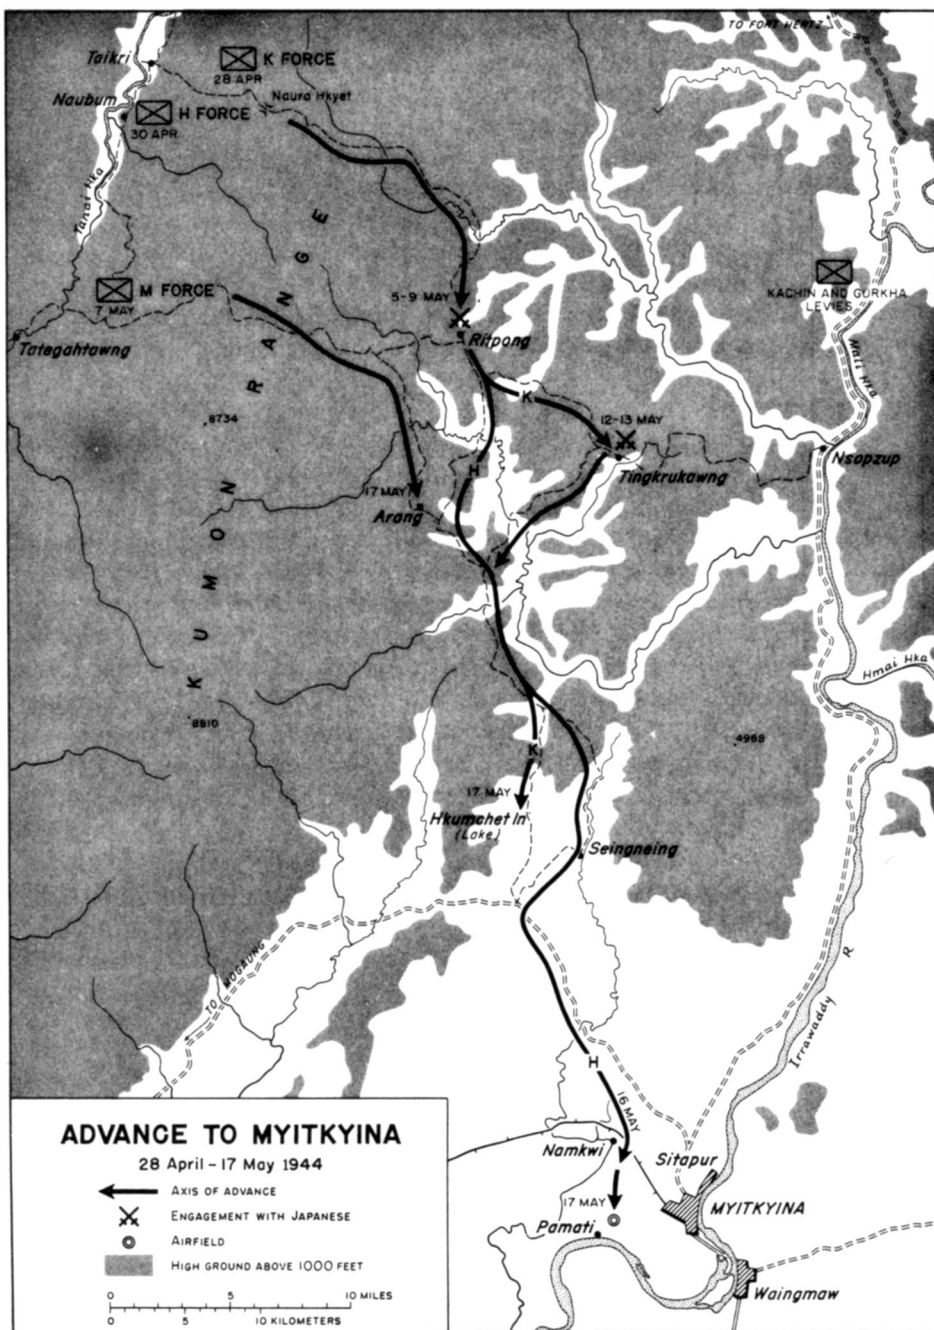 TO FORT HERTZ
Taikri
K FORCE
28 APR
Naura Hkyet
Naubum
H FORCE
30 APR.
Tanai Hka
KUMON RANGE
M FORCE
7 MAY
5-9 MAY
KACHIN AND GURKHA
LEVIES
Tategahtawng
Ritpong
Mali Hka
K
8734
12-13 MAY
Nsopzup
H
Tingkrukawng
17 MAY
Arang
Hmai Hka
8810
4988
K
17 MAY
Hkumchet In
(Lake)
Seingneing
TO MOGAUNG
Irrawaddy R
H
16 MAY
Namkwi
Sitapur
17 MAY
MYITKYINA
Pamati
Waingmaw
ADVANCE TO MYITKYINA
28 April - 17 May 1944
AXIS OF ADVANCE
ENGAGEMENT WITH JAPANESE
AIRFIELD
HIGH GROUND ABOVE 1000 FEET
0 5 10 MILES
0 5 10 KILOMETERS